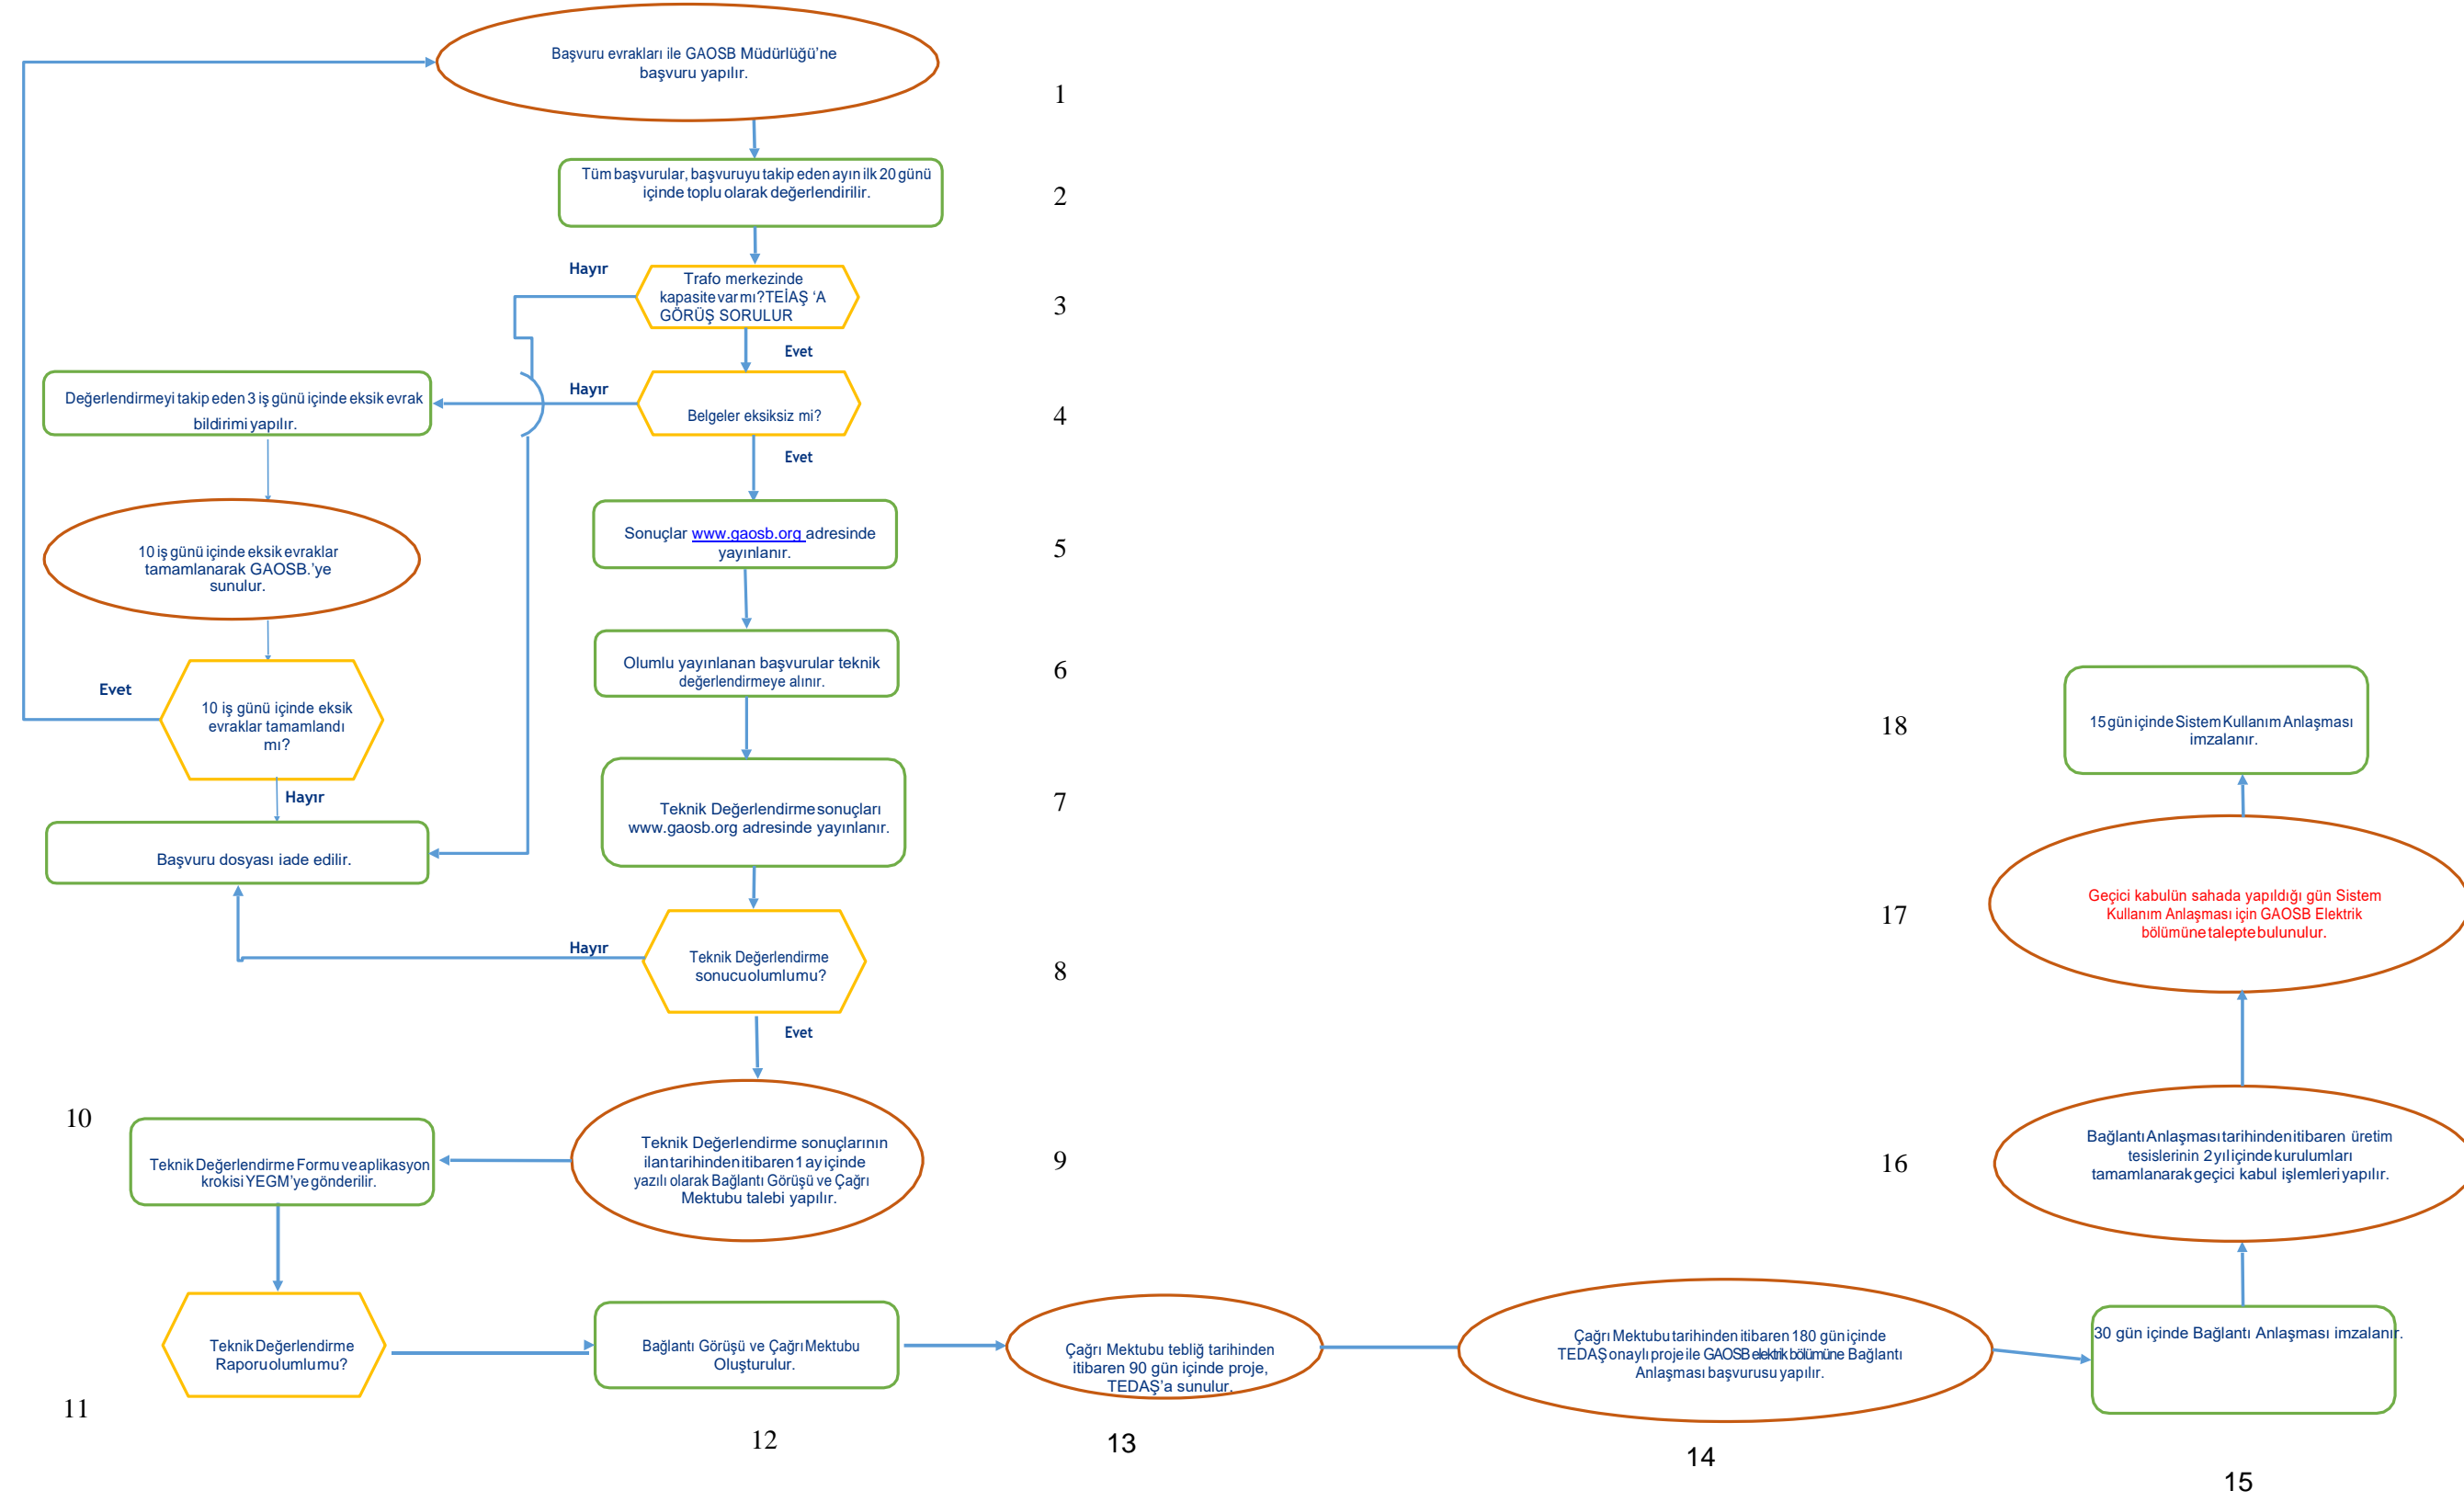 Başvuru evrakları ile GAOSB Müdürlüğü'ne
başvuru yapılır.
1
Tüm başvurular, başvuruyu takip eden ayın ilk 20 günü
içinde toplu olarak değerlendirilir.
2
Hayır
Trafo merkezinde
kapasite var mı? TEİAŞ 'A
GÖRÜŞ SORULUR
3
Evet
Değerlendirmeyi takip eden 3 iş günü içinde eksik evrak
bildirimi yapılır.
Hayır
Belgeler eksiksiz mi?
4
Evet
10 iş günü içinde eksik evraklar
tamamlanarak GAOSB.'ye
sunulur.
Sonuçlar www.gaosb.org adresinde
yayınlanır.
5
Evet
10 iş günü içinde eksik
evraklar tamamlandı
mı?
Hayır
Olumlu yayınlanan başvurular teknik
değerlendirmeye alınır.
6
Başvuru dosyası iade edilir.
Teknik Değerlendirme sonuçları
www.gaosb.org adresinde yayınlanır.
7
Hayır
Teknik Değerlendirme
sonucu olumlu mu?
8
Evet
Teknik Değerlendirme sonuçlarının
ilan tarihinden itibaren 1 ay içinde
yazılı olarak Bağlantı Görüşü ve Çağrı
Mektubu talebi yapılır.
9
10
Teknik Değerlendirme Formu ve aplikasyon
krokisi YEGM'ye gönderilir.
Teknik Değerlendirme
Raporu olumlu mu?
11
Bağlantı Görüşü ve Çağrı Mektubu
Oluşturulur.
12
Çağrı Mektubu tebliğ tarihinden
itibaren 90 gün içinde proje,
TEDAŞ'a sunulur.
13
Çağrı Mektubu tarihinden itibaren 180 gün içinde
TEDAŞ onaylı proje ile GAOSB elektrik bölümüne Bağlantı
Anlaşması başvurusu yapılır.
14
30 gün içinde Bağlantı Anlaşması imzalanır.
15
Bağlantı Anlaşması tarihinden itibaren üretim
tesislerinin 2 yıl içinde kurulumları
tamamlanarak geçici kabul işlemleri yapılır.
16
Geçici kabulün sahada yapıldığı gün Sistem
Kullanım Anlaşması için GAOSB Elektrik
bölümüne talepte bulunulur.
17
15 gün içinde Sistem Kullanım Anlaşması
imzalanır.
18